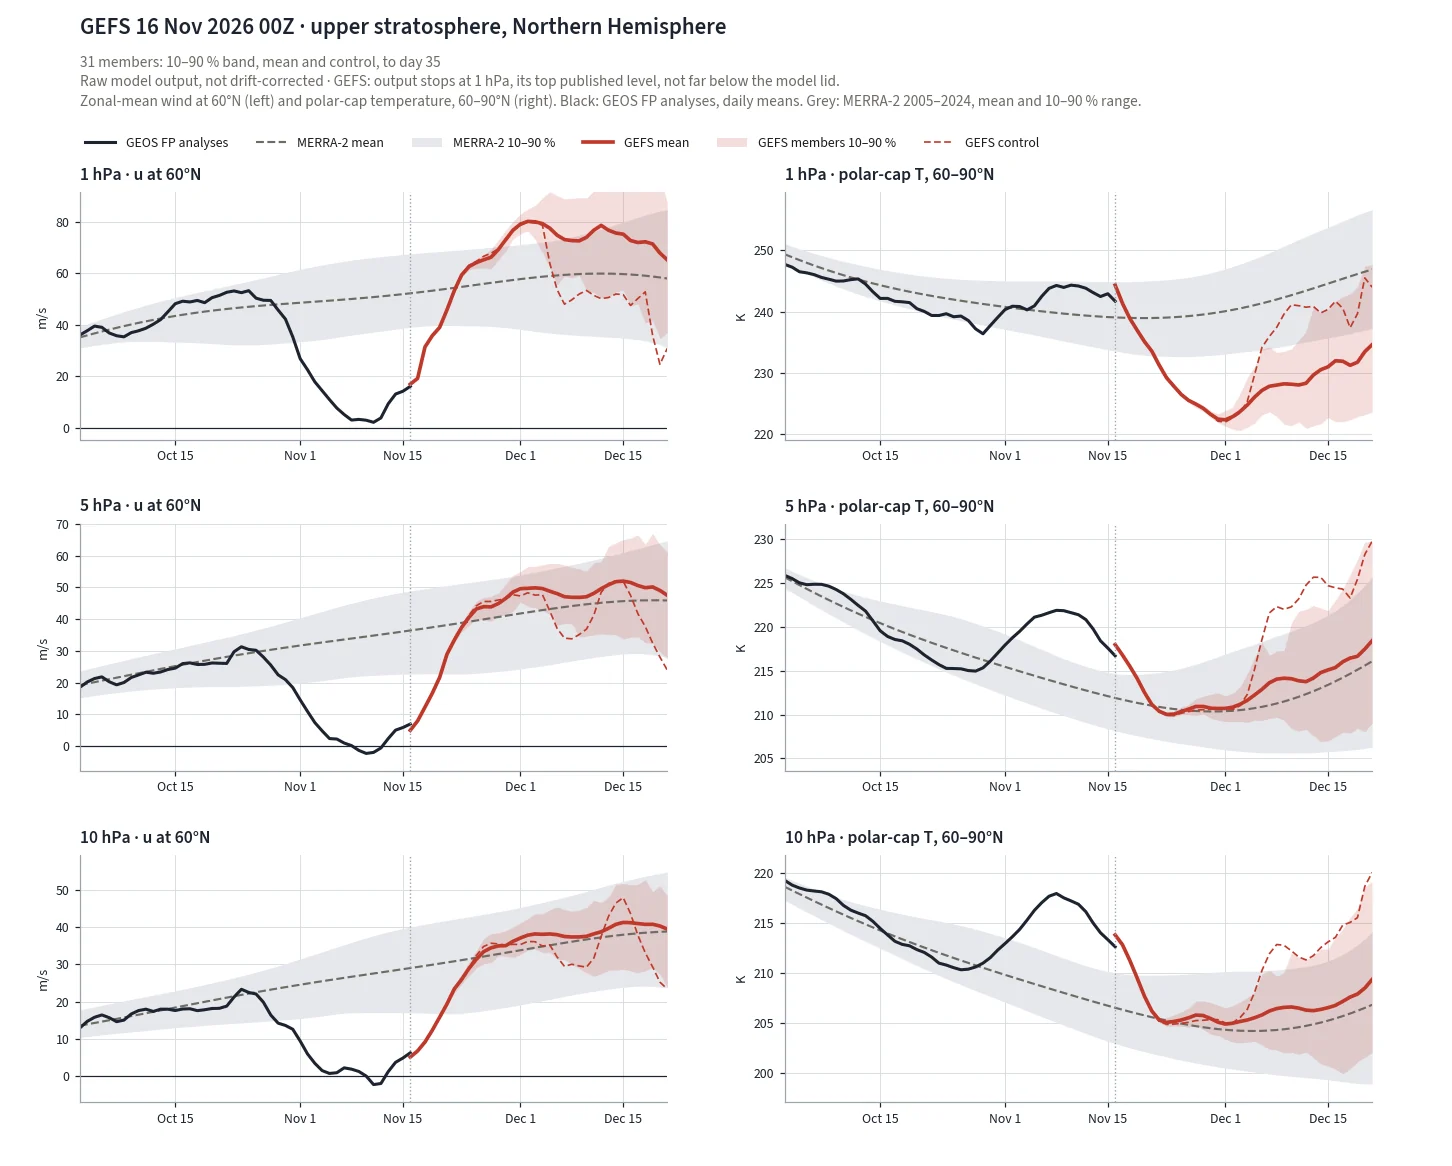 GEFS 16 Nov 2026 00Z · upper stratosphere, Northern Hemisphere
31 members: 10–90 % band, mean and control, to day 35
Raw model output, not drift-corrected · GEFS: output stops at 1 hPa, its top published level, not far below the model lid.
Zonal-mean wind at 60°N (left) and polar-cap temperature, 60–90°N (right). Black: GEOS FP analyses, daily means. Grey: MERRA-2 2005–2024, mean and 10–90 % range.
GEOS FP analyses MERRA-2 mean MERRA-2 10–90 % GEFS mean GEFS members 10–90 % GEFS control
1 hPa · u at 60°N
80
60
40
20
0
m/s
Oct 15 Nov 1 Nov 15 Dec 1 Dec 15
1 hPa · polar-cap T, 60–90°N
250
240
230
220
K
Oct 15 Nov 1 Nov 15 Dec 1 Dec 15
5 hPa · u at 60°N
70
60
50
40
30
20
10
0
m/s
Oct 15 Nov 1 Nov 15 Dec 1 Dec 15
5 hPa · polar-cap T, 60–90°N
230
225
220
215
210
205
K
Oct 15 Nov 1 Nov 15 Dec 1 Dec 15
10 hPa · u at 60°N
50
40
30
20
10
0
m/s
Oct 15 Nov 1 Nov 15 Dec 1 Dec 15
10 hPa · polar-cap T, 60–90°N
220
215
210
205
200
K
Oct 15 Nov 1 Nov 15 Dec 1 Dec 15